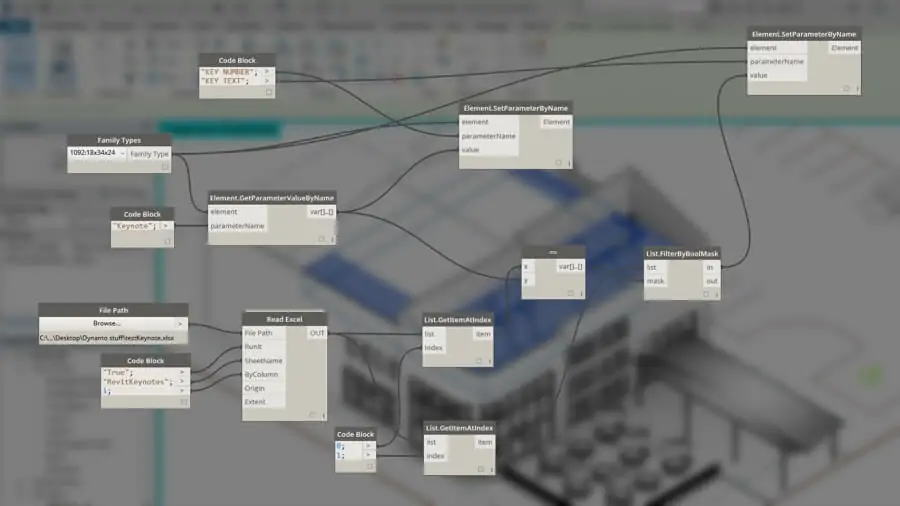 Code Block
"KEY NUMBER"; >
"KEY TEXT"; >
Element.SetParameterByName
element Element
parameterName
value
Element.SetParameterByName
element Element
parameterName
value
Family Types
1092:18x34x24 Family Type
Element.GetParameterValueByName
element var[]..[]
parameterName
Code Block
"Keynote"; >
==
x var[]..[]
y
List.FilterByBoolMask
list in
mask out
File Path
Browse... >
C:\...\Desktop\Dynamo stuff\testKeynote.xlsx
Read Excel
File Path OUT
RunIt
SheetName
ByColumn
Origin
Extent
Code Block
"True"; >
"RevitKeynotes"; >
1; >
List.GetItemAtIndex
list item
index
Code Block
0; >
1; >
List.GetItemAtIndex
list item
index